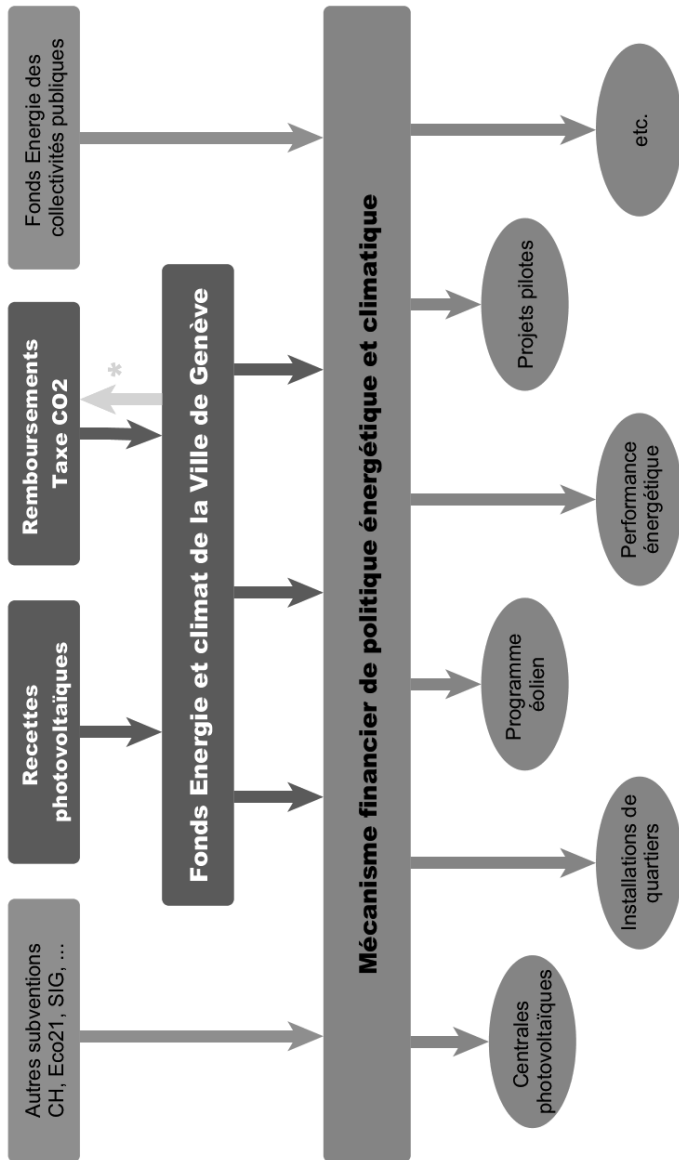 Autres subventions
CH, Eco21, SIG, ...
Recettes
photovoltaïques
Remboursements
Taxe CO2
Fonds Energie des
collectivités publiques
*
Fonds Energie et climat de la Ville de Genève
Mécanisme financier de politique énergétique et climatique
Centrales
photovoltaïques
Installations de
quartiers
Programme
éolien
Performance
énergétique
Projets pilotes
etc.